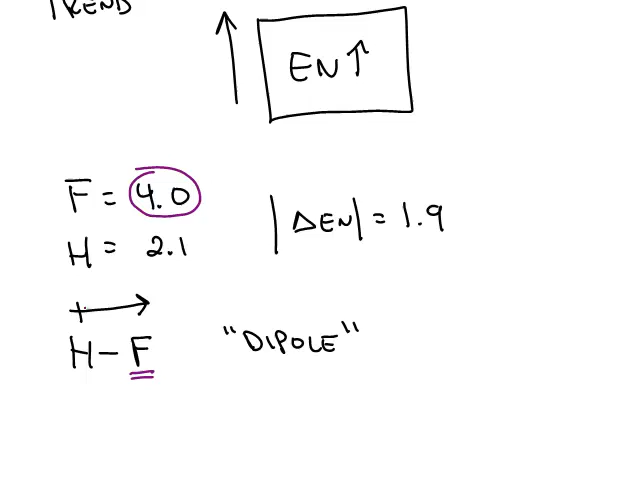 TREND
EN↑
F = 4.0
|ΔEN| = 1.9
H = 2.1
H – F
"DIPOLE"